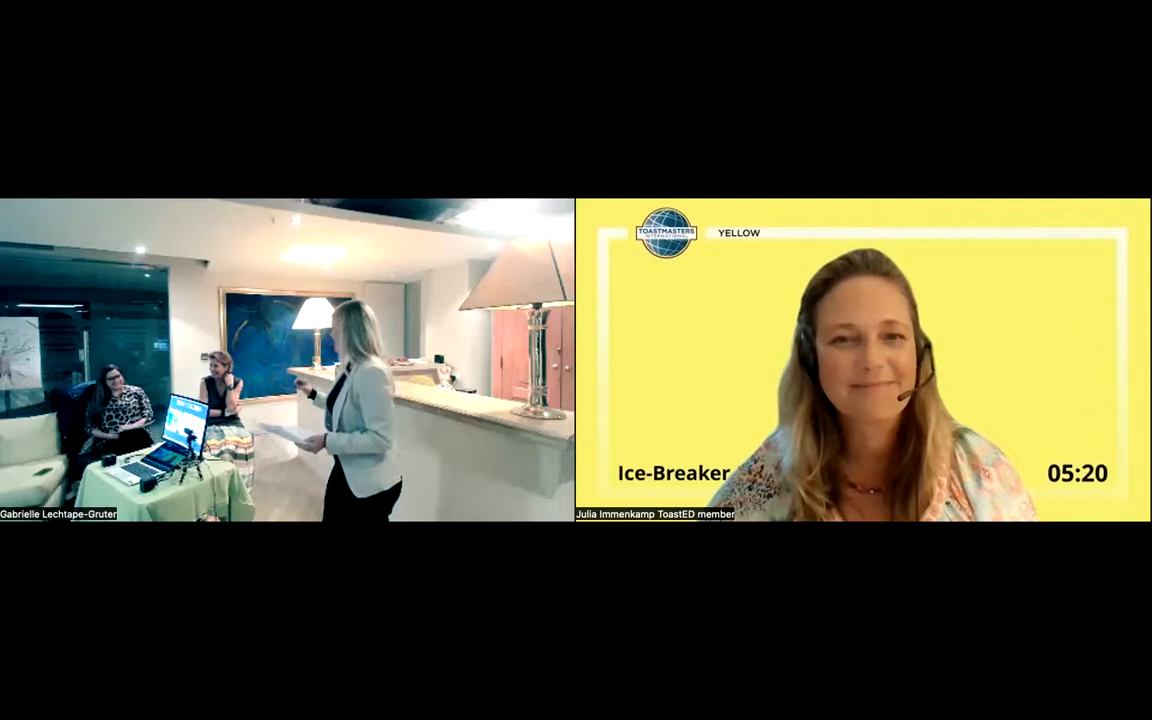 Gabrielle Lechtape-Gruter
TOASTMASTERS
INTERNATIONAL
YELLOW
Ice-Breaker
05:20
Julia Immenkamp ToastED member